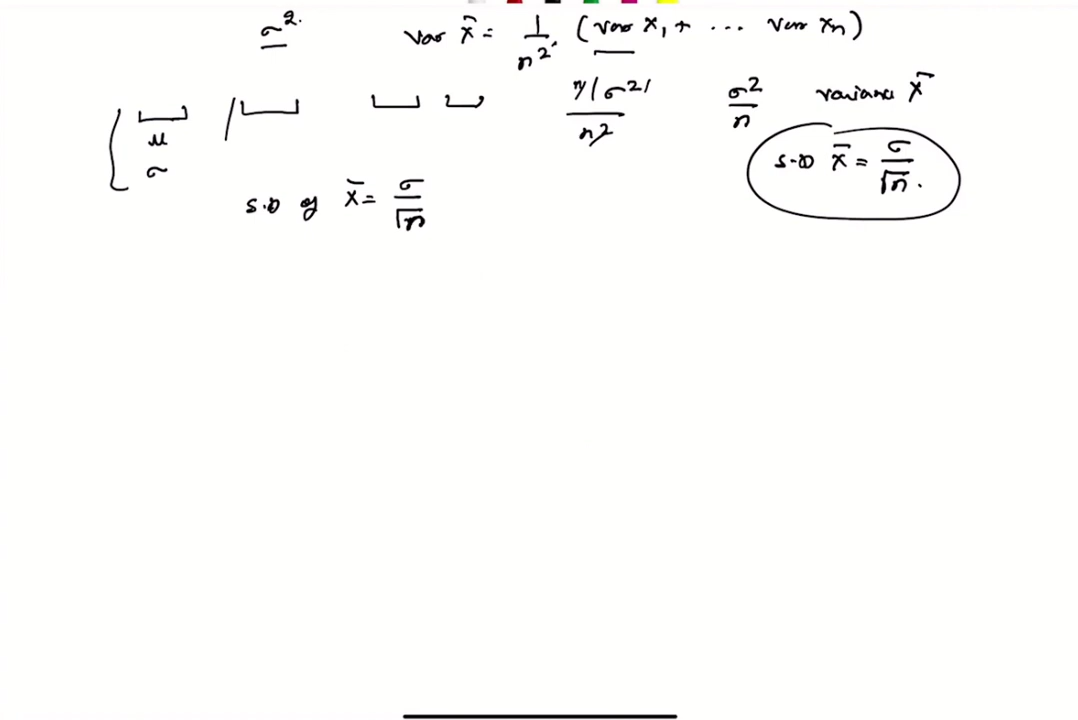 σ². var x̄ = 1/n². (var x₁ + ... var xₙ)
nσ²/n² σ²/n variance x̄
μ
σ
s.D x̄ = σ/√n.
s.D of x̄ = σ/√n